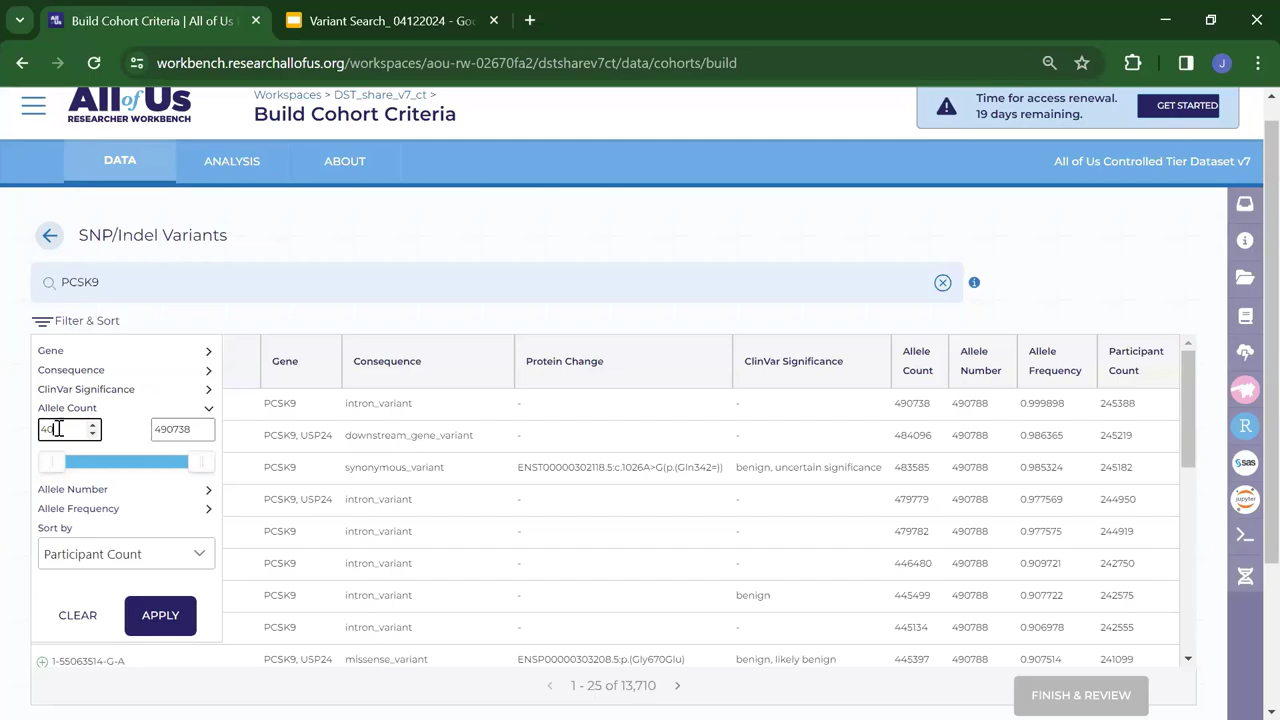 Build Cohort Criteria | All of Us
Variant Search_ 04122024 - Goo
workbench.researchallofus.org/workspaces/aou-rw-02670fa2/dstsharev7ct/data/cohorts/build
J
All of Us
RESEARCHER WORKBENCH
Workspaces > DST_share_v7_ct >
Build Cohort Criteria
Time for access renewal.
19 days remaining.
GET STARTED
DATA
ANALYSIS
ABOUT
All of Us Controlled Tier Dataset v7
SNP/Indel Variants
PCSK9
Filter & Sort
Gene
Consequence
ClinVar Significance
Allele Count
40
490738
Allele Number
Allele Frequency
Sort by
Participant Count
CLEAR
APPLY
Gene Consequence Protein Change ClinVar Significance Allele Count Allele Number Allele Frequency Participant Count
PCSK9 intron_variant - - 490738 490788 0.999898 245388
PCSK9, USP24 downstream_gene_variant - - 484096 490788 0.986365 245219
PCSK9 synonymous_variant ENST00000302118.5:c.1026A>G(p.(Gln342=)) benign, uncertain significance 483585 490788 0.985324 245182
PCSK9, USP24 intron_variant - - 479779 490788 0.977569 244950
PCSK9 intron_variant - - 479782 490788 0.977575 244919
PCSK9 intron_variant - - 446480 490788 0.909721 242750
PCSK9 intron_variant - benign 445499 490788 0.907722 242575
PCSK9 intron_variant - - 445134 490788 0.906978 242555
1-55063514-G-A PCSK9, USP24 missense_variant ENSP00000303208.5:p.(Gly670Glu) benign, likely benign 445397 490788 0.907514 241099
1 - 25 of 13,710
FINISH & REVIEW
R
sas
jupyter